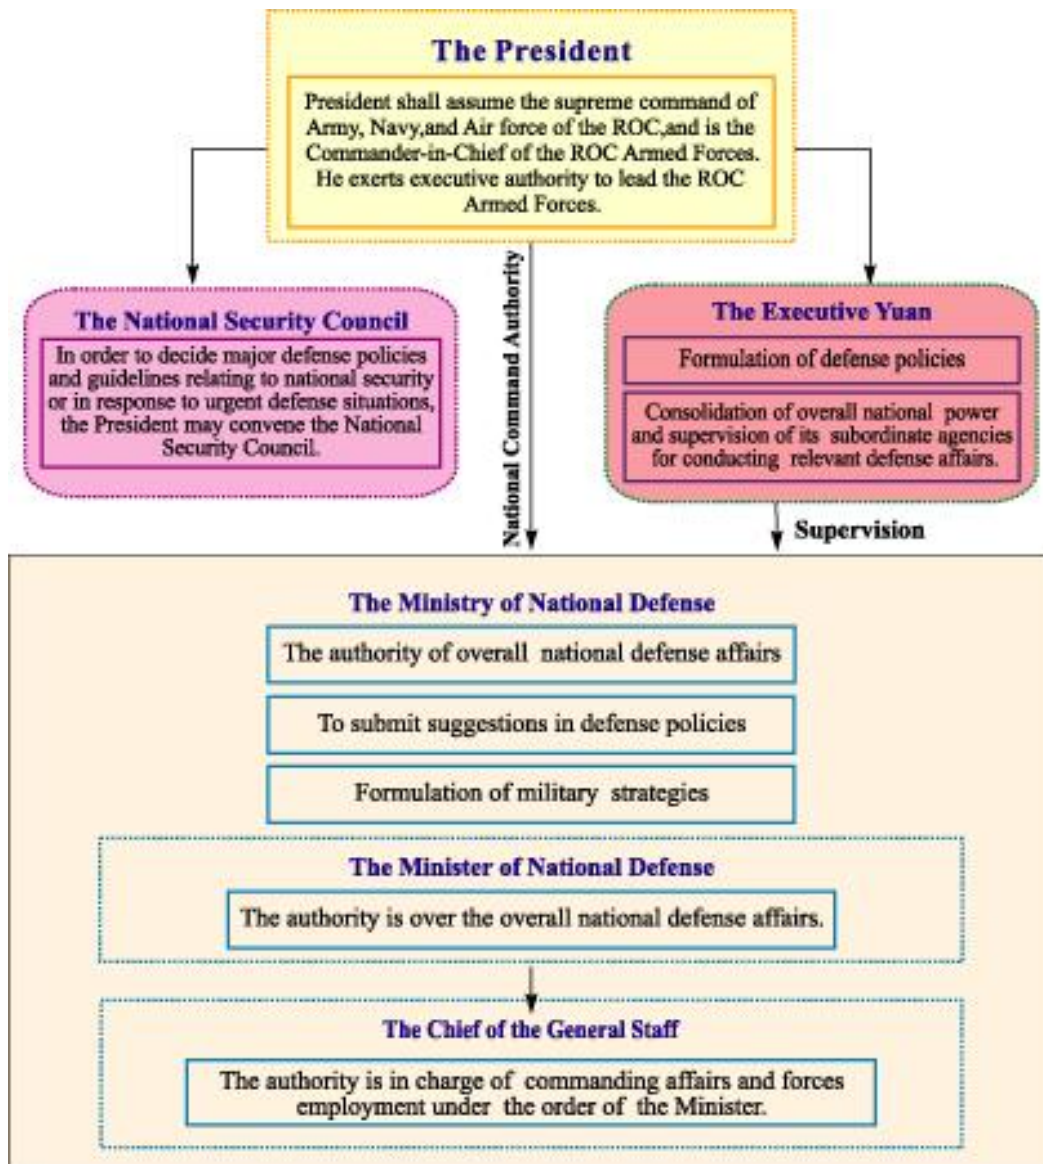 The President
President shall assume the supreme command of
Army, Navy,and Air force of the ROC,and is the
Commander-in-Chief of the ROC Armed Forces.
He exerts executive authority to lead the ROC
Armed Forces.
National Command Authority
The National Security Council
In order to decide major defense policies
and guidelines relating to national security
or in response to urgent defense situations,
the President may convene the National
Security Council.
The Executive Yuan
Formulation of defense policies
Consolidation of overall national power
and supervision of its subordinate agencies
for conducting relevant defense affairs.
Supervision
The Ministry of National Defense
The authority of overall national defense affairs
To submit suggestions in defense policies
Formulation of military strategies
The Minister of National Defense
The authority is over the overall national defense affairs.
The Chief of the General Staff
The authority is in charge of commanding affairs and forces
employment under the order of the Minister.